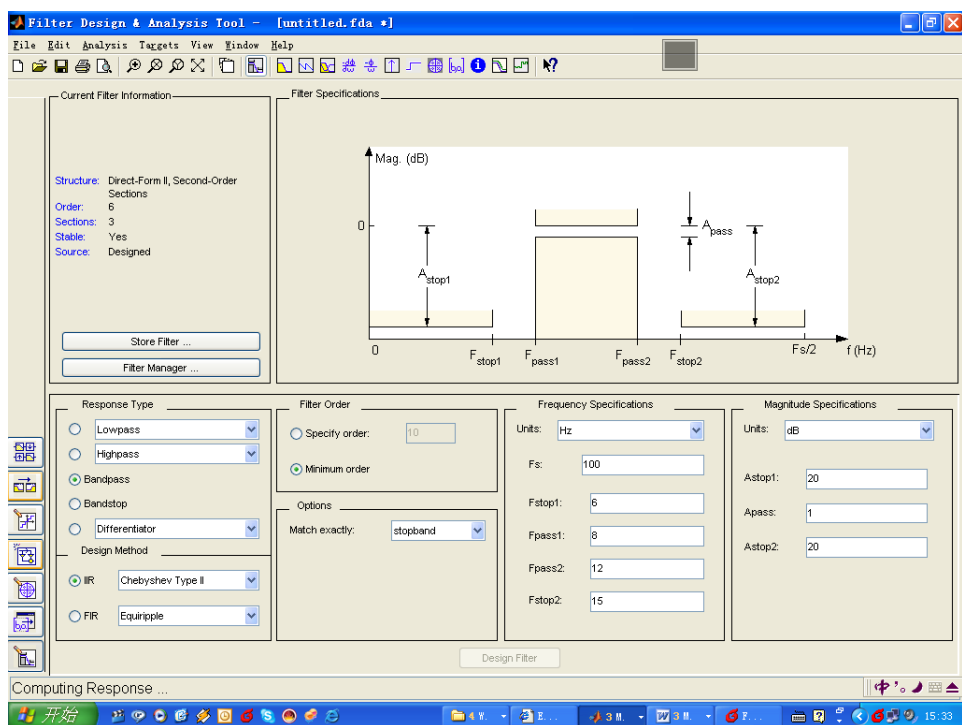 Filter Design & Analysis Tool - [untitled.fda *]
File Edit Analysis Targets View Window Help
Current Filter Information
Structure: Direct-Form II, Second-Order Sections
Order: 6
Sections: 3
Stable: Yes
Source: Designed
Store Filter ...
Filter Manager ...
Filter Specifications
Mag. (dB)
0
Astop1
Apass
Astop2
0 Fstop1 Fpass1 Fpass2 Fstop2 Fs/2 f (Hz)
Response Type
Lowpass
Highpass
Bandpass
Bandstop
Differentiator
Design Method
IIR Chebyshev Type II
FIR Equiripple
Filter Order
Specify order: 10
Minimum order
Options
Match exactly: stopband
Frequency Specifications
Units: Hz
Fs: 100
Fstop1: 6
Fpass1: 8
Fpass2: 12
Fstop2: 15
Magnitude Specifications
Units: dB
Astop1: 20
Apass: 1
Astop2: 20
Design Filter
Computing Response ...
中
开始
4 W.
E...
3 M.
3 M.
F...
15:33